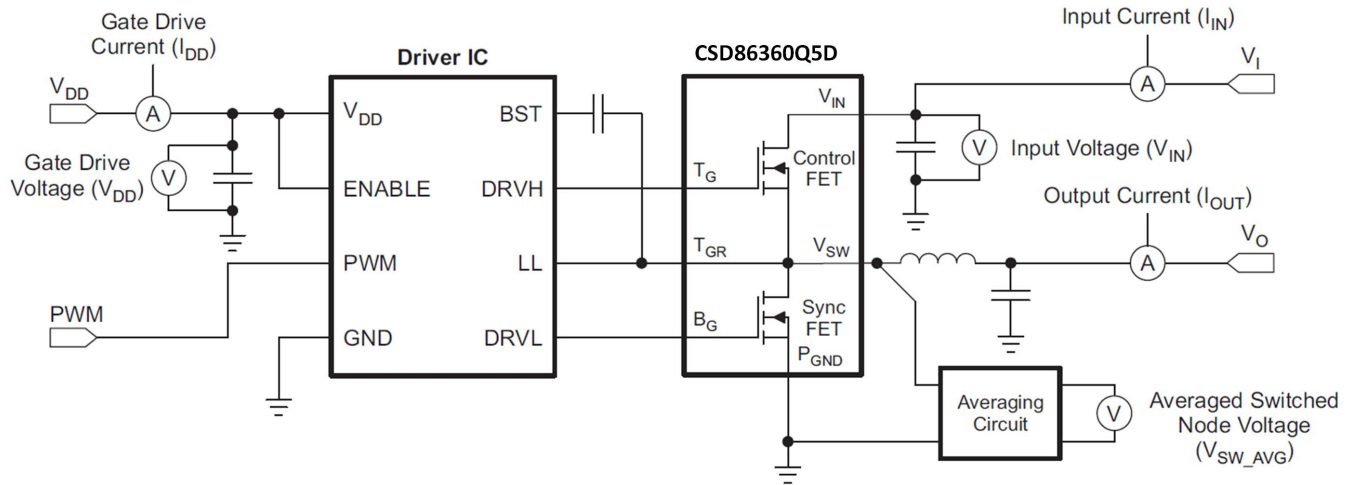 Gate Drive
Current (IDD)
VDD
A
V
Gate Drive
Voltage (VDD)
PWM
Driver IC
VDD
ENABLE
PWM
GND
BST
DRVH
LL
DRVL
CSD86360Q5D
VIN
TG
Control
FET
TGR
VSW
BG
Sync
FET
PGND
Input Current (IIN)
VI
A
V
Input Voltage (VIN)
Output Current (IOUT)
VO
A
Averaging
Circuit
V
Averaged Switched
Node Voltage
(VSW_AVG)